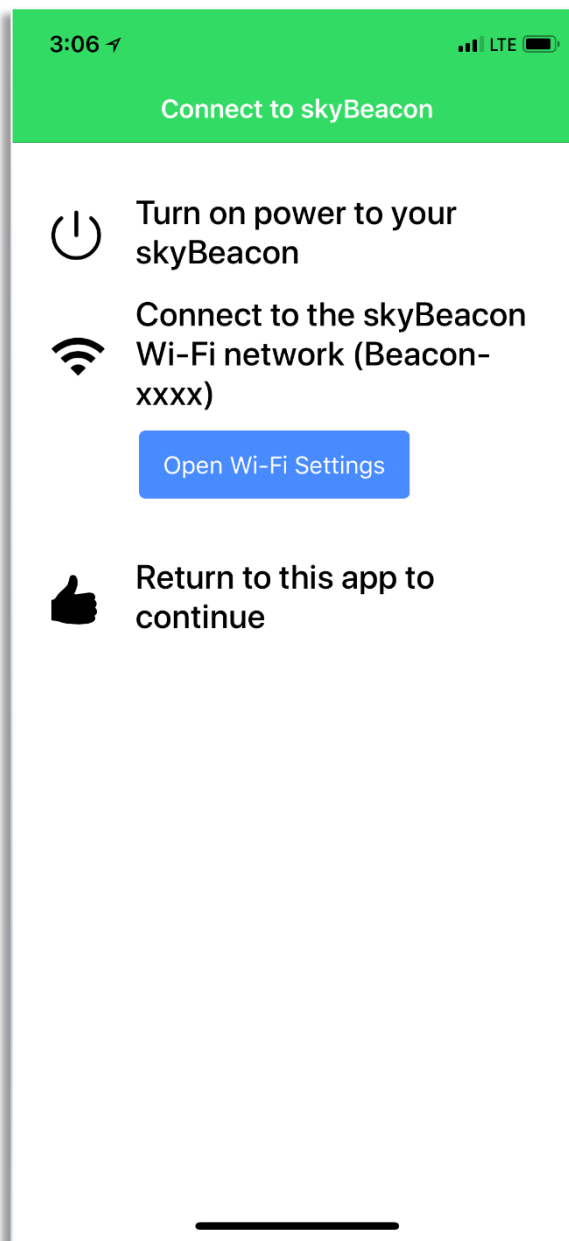 3:06
LTE
Connect to skyBeacon
Turn on power to your
skyBeacon
Connect to the skyBeacon
Wi-Fi network (Beacon-
xxxx)
Open Wi-Fi Settings
Return to this app to
continue